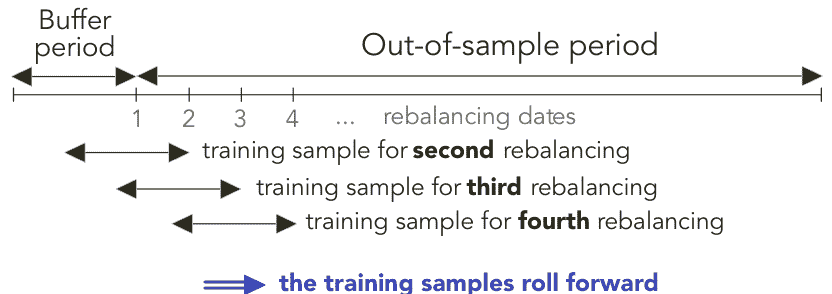 Buffer
period
Out-of-sample period
1 2 3 4 ... rebalancing dates
training sample for second rebalancing
training sample for third rebalancing
training sample for fourth rebalancing
the training samples roll forward